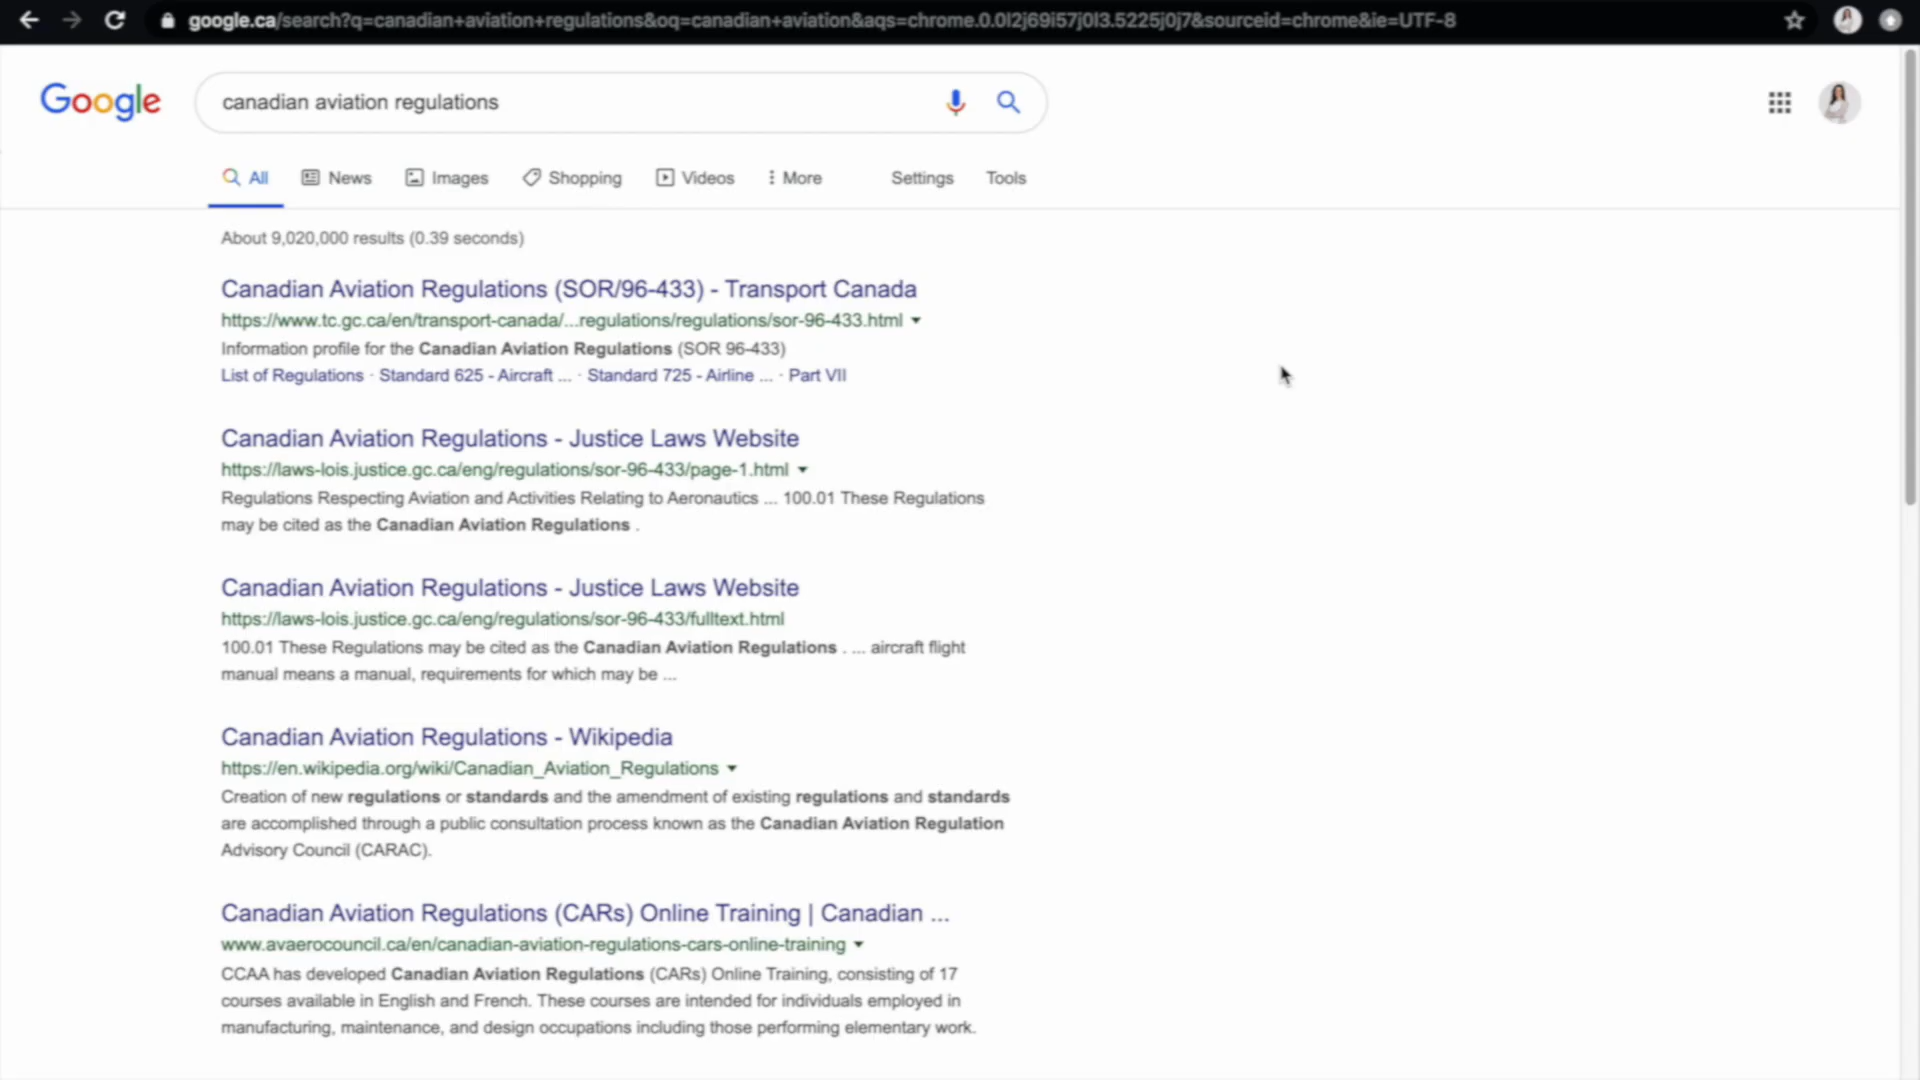 google.ca/search?q=canadian+aviation+regulations&oq=canadian+aviation&aqs=chrome.0.0l2j69i57j0l3.5225j0j7&sourceid=chrome&ie=UTF-8
Google
canadian aviation regulations
All News Images Shopping Videos More Settings Tools
About 9,020,000 results (0.39 seconds)
Canadian Aviation Regulations (SOR/96-433) - Transport Canada
https://www.tc.gc.ca/en/transport-canada/...regulations/regulations/sor-96-433.html
Information profile for the Canadian Aviation Regulations (SOR 96-433)
List of Regulations · Standard 625 - Aircraft ... · Standard 725 - Airline ... · Part VII
Canadian Aviation Regulations - Justice Laws Website
https://laws-lois.justice.gc.ca/eng/regulations/sor-96-433/page-1.html
Regulations Respecting Aviation and Activities Relating to Aeronautics ... 100.01 These Regulations
may be cited as the Canadian Aviation Regulations .
Canadian Aviation Regulations - Justice Laws Website
https://laws-lois.justice.gc.ca/eng/regulations/sor-96-433/fulltext.html
100.01 These Regulations may be cited as the Canadian Aviation Regulations . ... aircraft flight
manual means a manual, requirements for which may be ...
Canadian Aviation Regulations - Wikipedia
https://en.wikipedia.org/wiki/Canadian_Aviation_Regulations
Creation of new regulations or standards and the amendment of existing regulations and standards
are accomplished through a public consultation process known as the Canadian Aviation Regulation
Advisory Council (CARAC).
Canadian Aviation Regulations (CARs) Online Training | Canadian ...
www.avaerocouncil.ca/en/canadian-aviation-regulations-cars-online-training
CCAA has developed Canadian Aviation Regulations (CARs) Online Training, consisting of 17
courses available in English and French. These courses are intended for individuals employed in
manufacturing, maintenance, and design occupations including those performing elementary work.